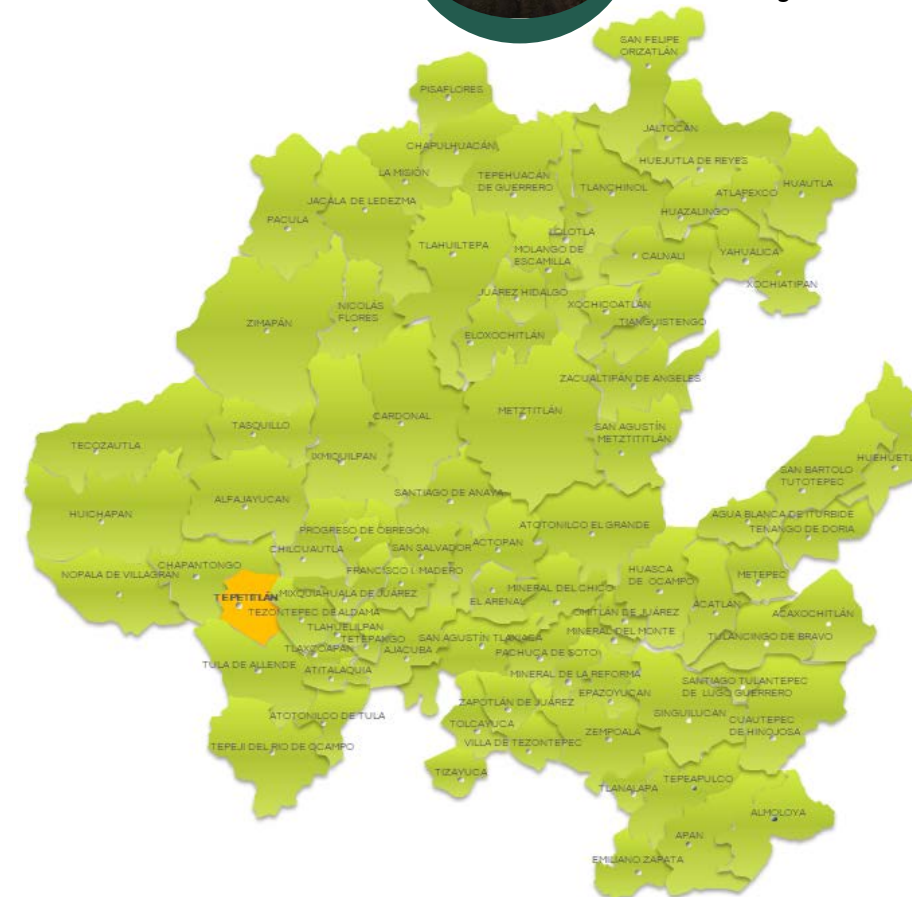 SAN FELIPE
ORIZATLÁN
PISAFLORES
JALTOCÁN
CHAPULHUACÁN
HUEJUTLA DE REYES
LA MISIÓN
TEPEHUACÁN
DE GUERRERO
TLANCHINOL
ATLAPEXCO
HUAUTLA
JACALA DE LEDEZMA
HUAZALINGO
PACULA
LOLOTLA
TLAHUILTEPA
MOLANGO DE
ESCAMILLA
CALNALI
YAHUALICA
XOCHIATIPAN
JUÁREZ HIDALGO
NICOLÁS
FLORES
XOCHICOATLÁN
ZIMAPÁN
TIANGUISTENGO
ELOXOCHITLÁN
ZACUALTIPÁN DE ANGELES
METZTITLÁN
CARDONAL
TASQUILLO
SAN AGUSTÍN
METZTITITLÁN
TECOZAUTLA
IXMIQUILPAN
HUEHUETL
SAN BARTOLO
TUTOTEPEC
SANTIAGO DE ANAYA
ALFAJAYUCAN
HUICHAPAN
AGUA BLANCA DE ITURBIDE
TENANGO DE DORIA
ATOTONILCO EL GRANDE
PROGRESO DE OBREGÓN
ACTOPAN
CHILCUAUTLA
SAN SALVADOR
CHAPANTONGO
NOPALA DE VILLAGRÁN
FRANCISCO I. MADERO
HUASCA
DE OCAMPO
METEPEC
MINERAL DEL CHICO
MIXQUIAHUALA DE JUÁREZ
TEPETITLÁN
EL ARENAL
ACATLÁN
TEZONTEPEC DE ALDAMA
OMITLÁN DE JUÁREZ
ACAXOCHITLÁN
TLAHUELILPAN
MINERAL DEL MONTE
TETEPANGO
SAN AGUSTÍN TLAXIACA
TULANCINGO DE BRAVO
TLAXCOAPAN
AJACUBA
PACHUCA DE SOTO
TULA DE ALLENDE
ATITALAQUIA
MINERAL DE LA REFORMA
SANTIAGO TULANTEPEC
DE LUGO GUERRERO
EPAZOYUCAN
ZAPOTLÁN DE JUÁREZ
ATOTONILCO DE TULA
SINGUILUCAN
TOLCAYUCA
CUAUTEPEC
DE HINOJOSA
ZEMPOALA
VILLA DE TEZONTEPEC
TEPEJI DEL RIO DE OCAMPO
TIZAYUCA
TEPEAPULCO
TLANALAPA
ALMOLOYA
APAN
EMILIANO ZAPATA